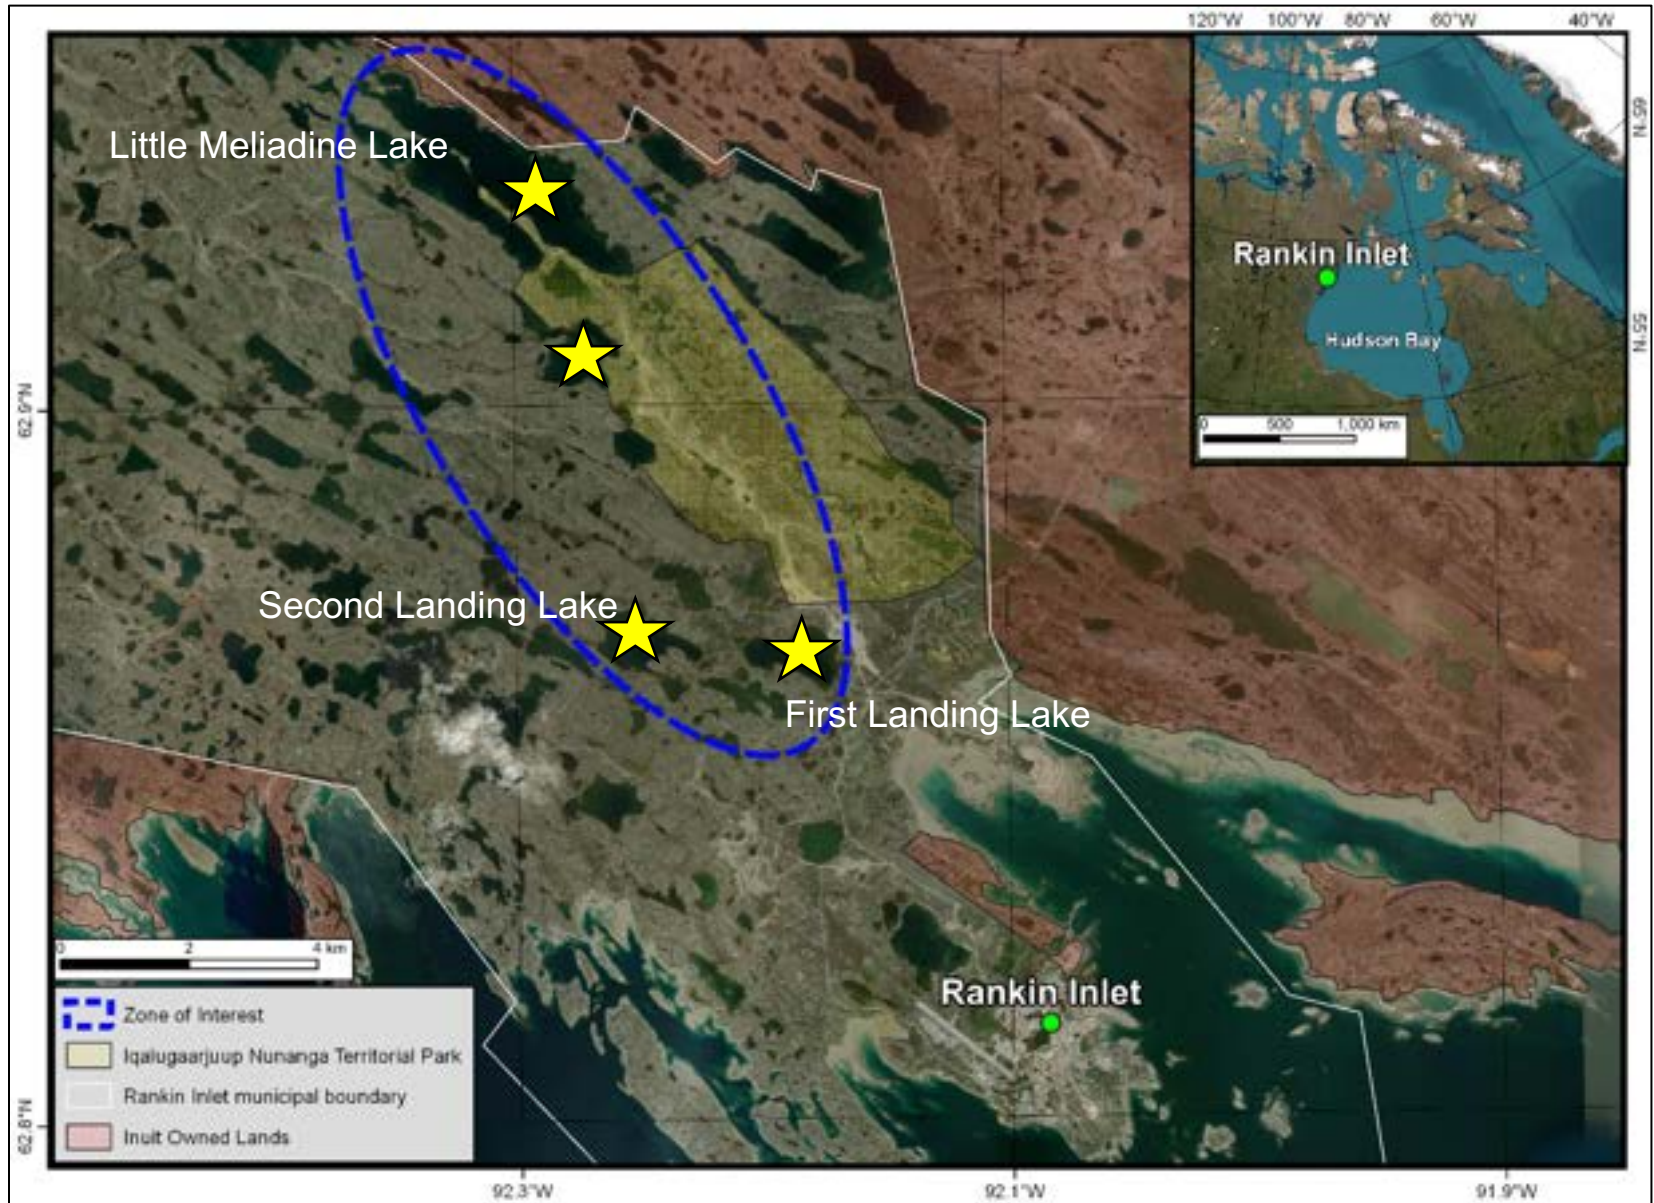 120°W 100°W 80°W 60°W 40°W
Little Meliadine Lake
65°N
Rankin Inlet
55°N
Hudson Bay
0 500 1,000 km
62.9°N
Second Landing Lake
First Landing Lake
0 2 4 km
Rankin Inlet
Zone of Interest
Iqalugaarjuup Nunanga Territorial Park
Rankin Inlet municipal boundary
Inuit Owned Lands
62.8°N
92.3°W 92.1°W 91.9°W